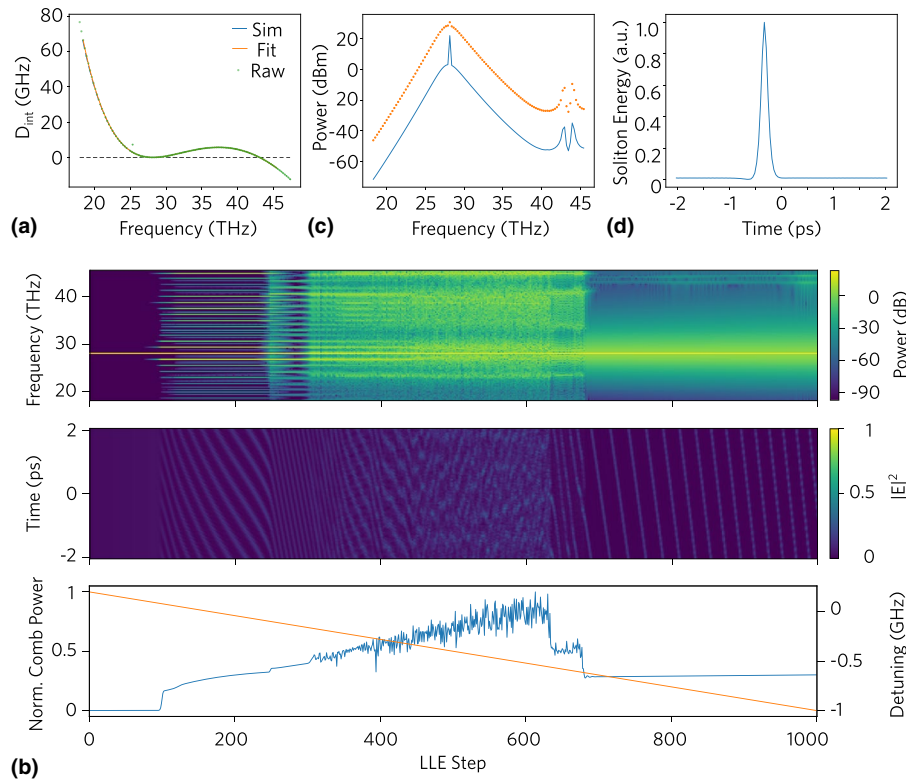 80
60
40
20
0
D_int (GHz)
Sim
Fit
Raw
20 25 30 35 40 45
Frequency (THz)
(a)
20
0
-20
-40
-60
Power (dBm)
20 25 30 35 40 45
Frequency (THz)
(c)
1.0
0.8
0.6
0.4
0.2
0
Soliton Energy (a.u.)
-2 -1 0 1 2
Time (ps)
(d)
40
30
20
Frequency (THz)
0
-30
-60
-90
Power (dB)
2
0
-2
Time (ps)
1
0.5
0
|E|²
1
0.5
0
Norm. Comb Power
0
-0.5
-1
Detuning (GHz)
0 200 400 600 800 1000
LLE Step
(b)